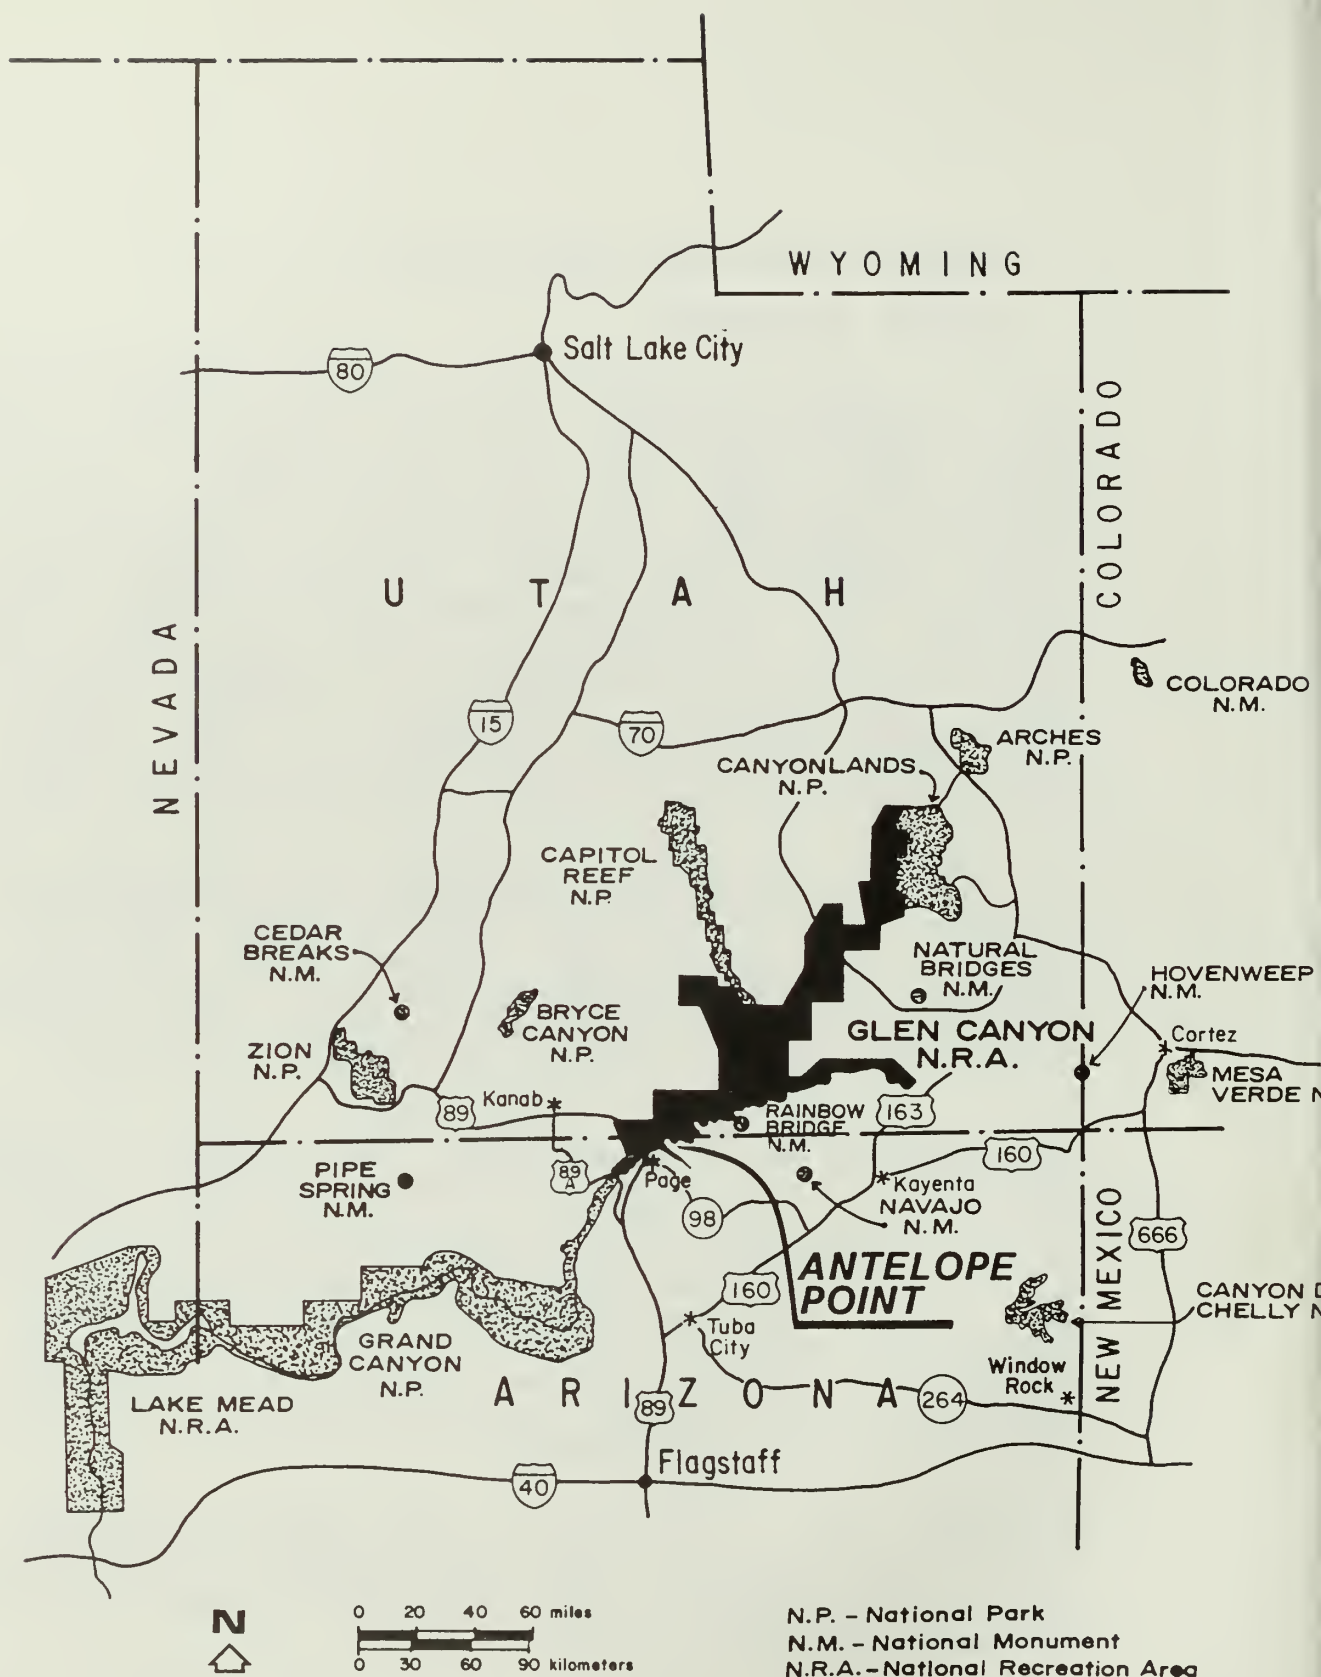 WYOMING
Salt Lake City
80
COLORADO
UTAH
NEVADA
COLORADO
N.M.
15
70
ARCHES
N.P.
CANYONLANDS
N.P.
CAPITOL
REEF
N.P.
CEDAR
BREAKS
N.M.
NATURAL
BRIDGES
N.M.
HOVENWEEP
N.M.
BRYCE
CANYON
N.P.
GLEN CANYON
N.R.A.
ZION
N.P.
Cortez
MESA
VERDE N
89
Kanab
RAINBOW
BRIDGE
N.M.
163
160
PIPE
SPRING
N.M.
89
A
Page
Kayenta
98
NAVAJO
N.M.
666
ANTELOPE
POINT
160
NEW MEXICO
CANYON D
CHELLY N
Tuba
City
GRAND
CANYON
N.P.
Window
Rock
ARIZONA
LAKE MEAD
N.R.A.
89
264
Flagstaff
40
N
0 20 40 60 miles
0 30 60 90 kilometers
N.P. - National Park
N.M. - National Monument
N.R.A. - National Recreation Area